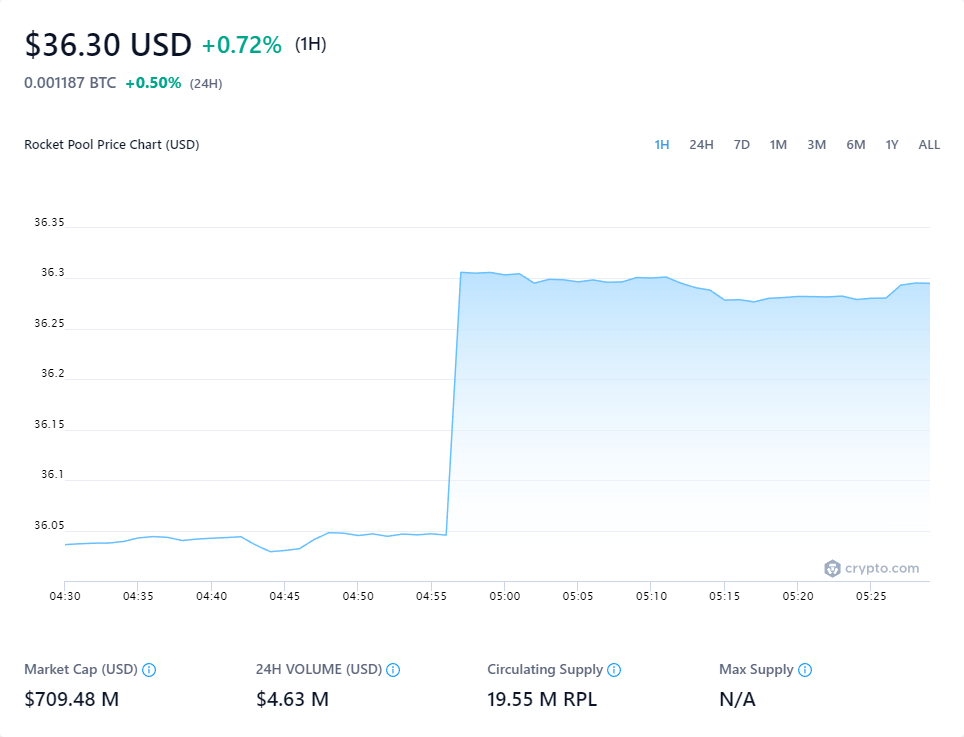 $36.30 USD +0.72% (1H)
0.001187 BTC +0.50% (24H)
Rocket Pool Price Chart (USD) 1H 24H 7D 1M 3M 6M 1Y ALL
36.35
36.3
36.25
36.2
36.15
36.1
36.05
crypto.com
04:30 04:35 04:40 04:45 04:50 04:55 05:00 05:05 05:10 05:15 05:20 05:25
Market Cap (USD) 24H VOLUME (USD) Circulating Supply Max Supply
$709.48 M $4.63 M 19.55 M RPL N/A